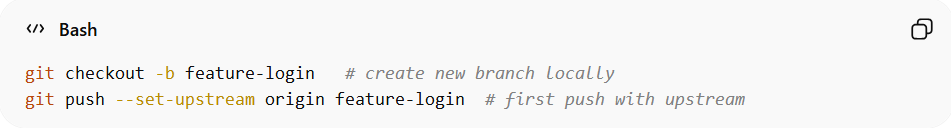 Bash
git checkout -b feature-login   # create new branch locally
git push --set-upstream origin feature-login  # first push with upstream